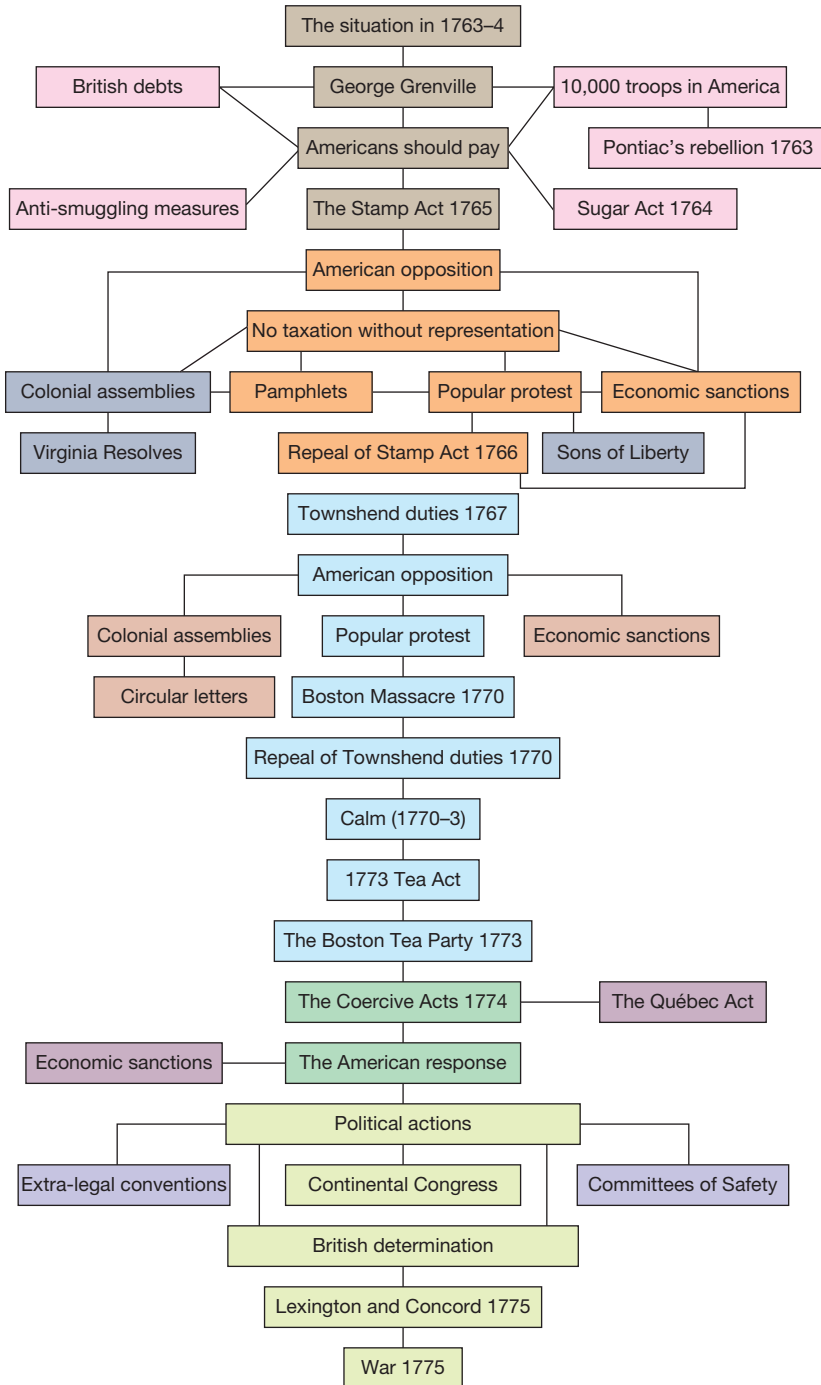 The situation in 1763–4
British debts
George Grenville
10,000 troops in America
Americans should pay
Pontiac's rebellion 1763
Anti-smuggling measures
The Stamp Act 1765
Sugar Act 1764
American opposition
No taxation without representation
Colonial assemblies
Pamphlets
Popular protest
Economic sanctions
Virginia Resolves
Repeal of Stamp Act 1766
Sons of Liberty
Townshend duties 1767
American opposition
Colonial assemblies
Popular protest
Economic sanctions
Circular letters
Boston Massacre 1770
Repeal of Townshend duties 1770
Calm (1770–3)
1773 Tea Act
The Boston Tea Party 1773
The Coercive Acts 1774
The Québec Act
Economic sanctions
The American response
Political actions
Extra-legal conventions
Continental Congress
Committees of Safety
British determination
Lexington and Concord 1775
War 1775